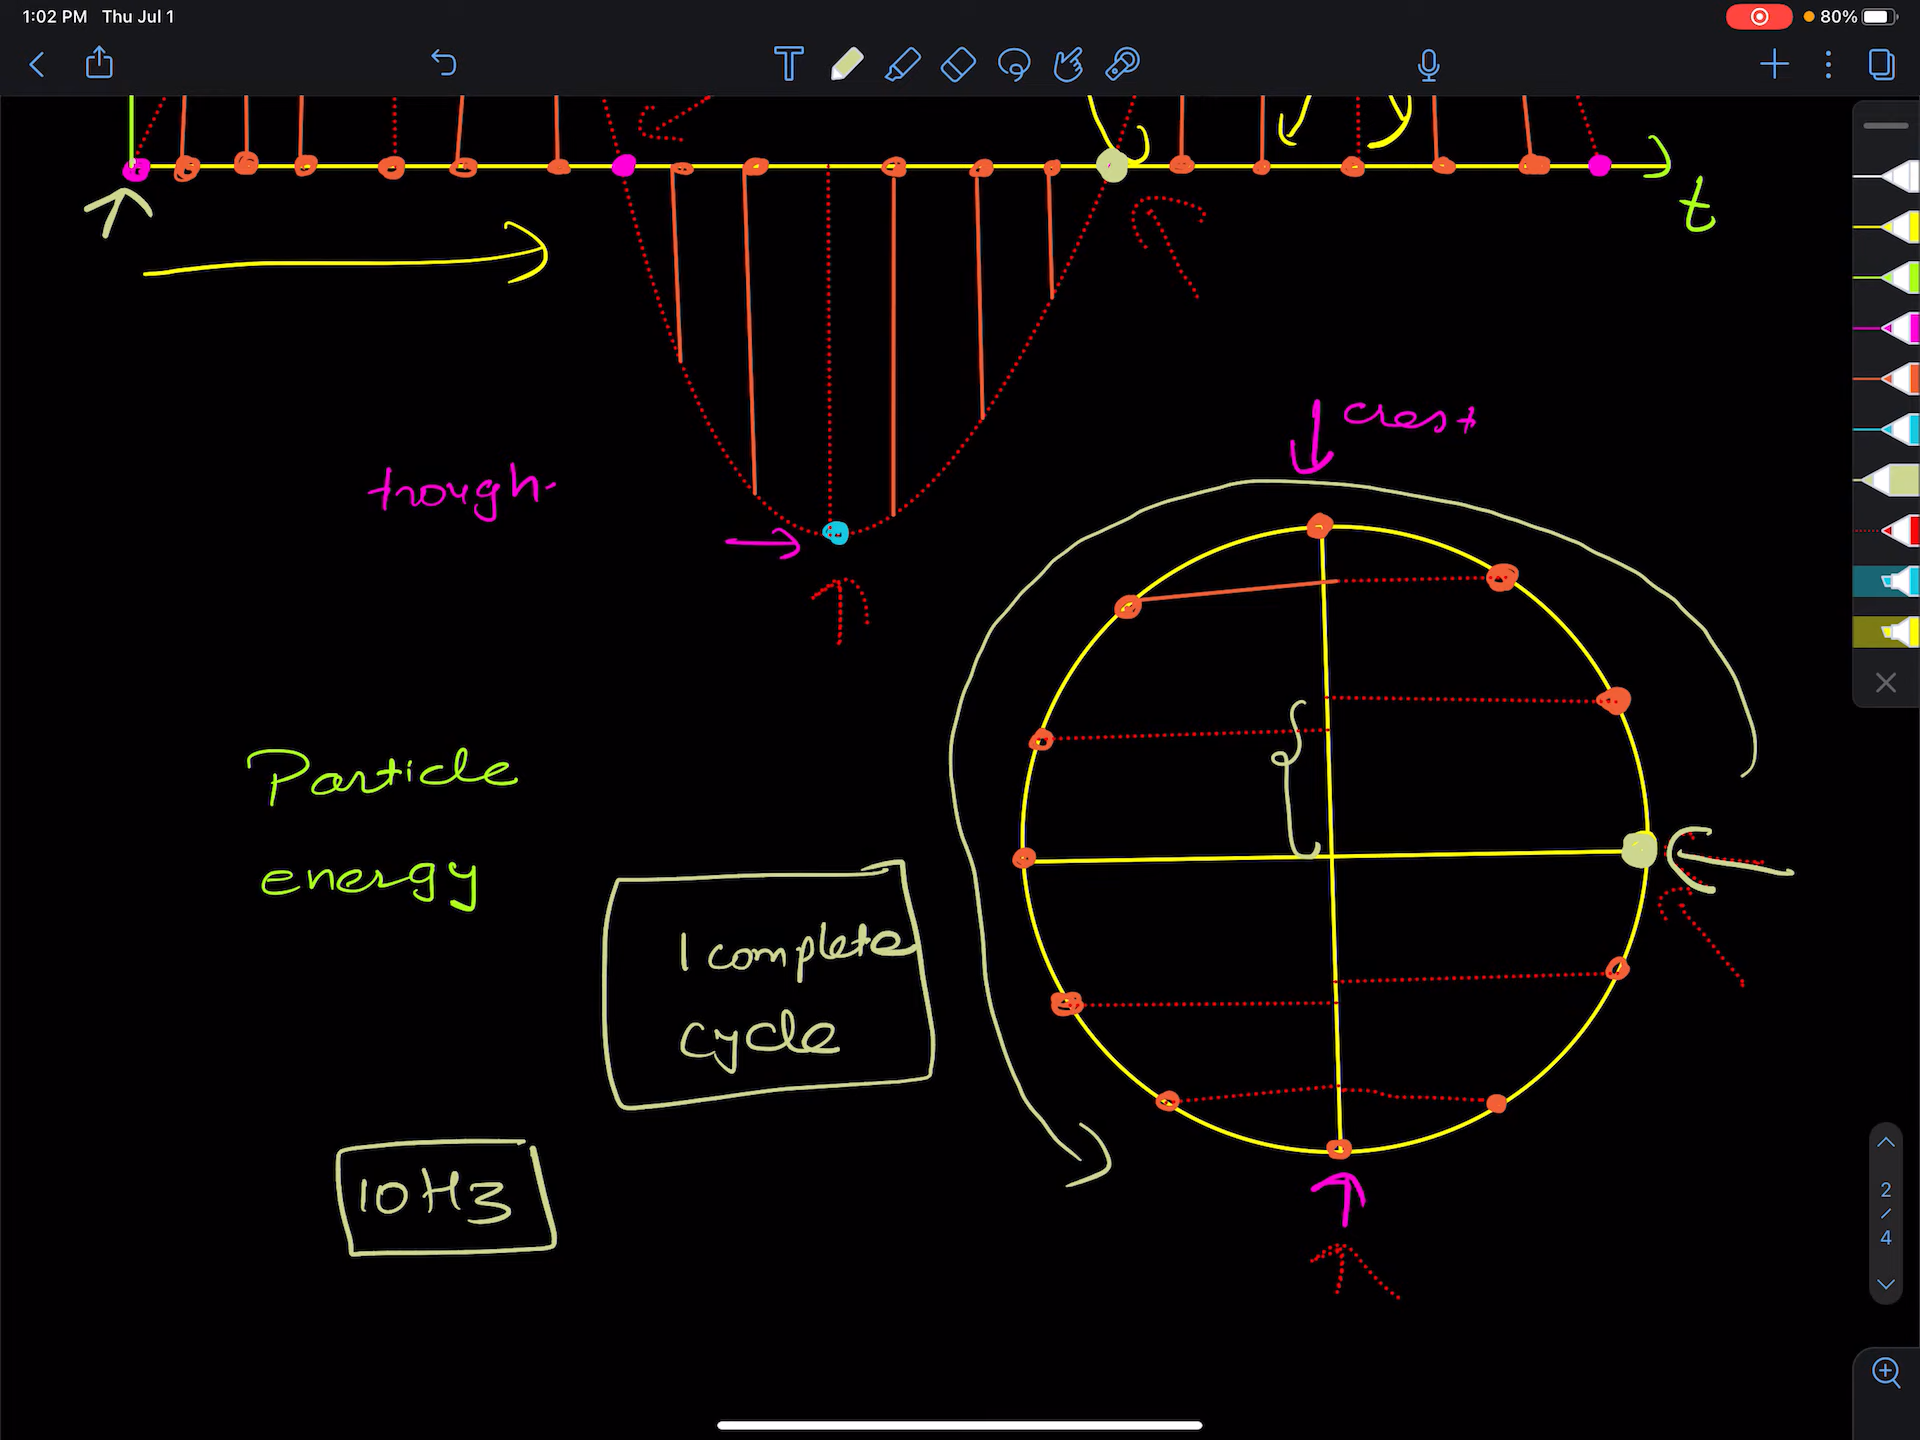 1:02 PM Thu Jul 1
80%
T
t
crest
trough.
Particle
energy
1 complete
cycle
10Hz
2
/
4